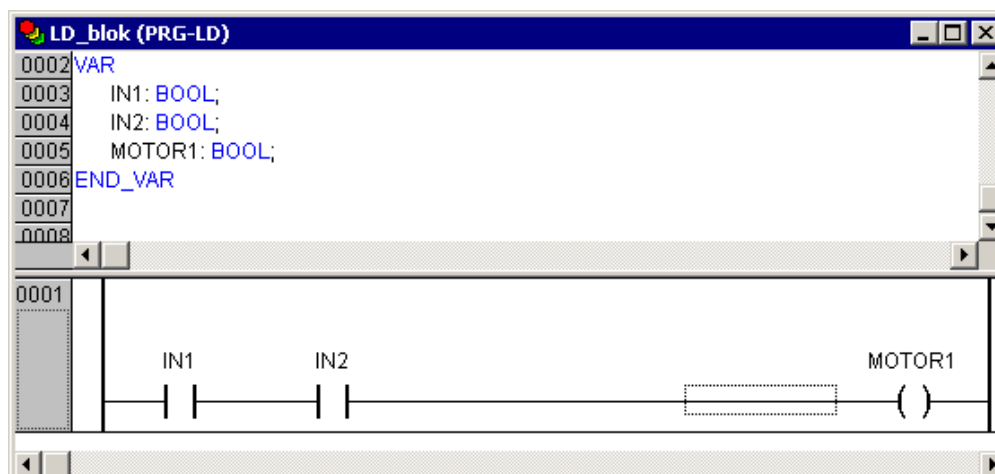 LD_blok (PRG-LD)
0002 VAR
0003 IN1: BOOL;
0004 IN2: BOOL;
0005 MOTOR1: BOOL;
0006 END_VAR
0007
0008
0001
IN1 IN2 MOTOR1